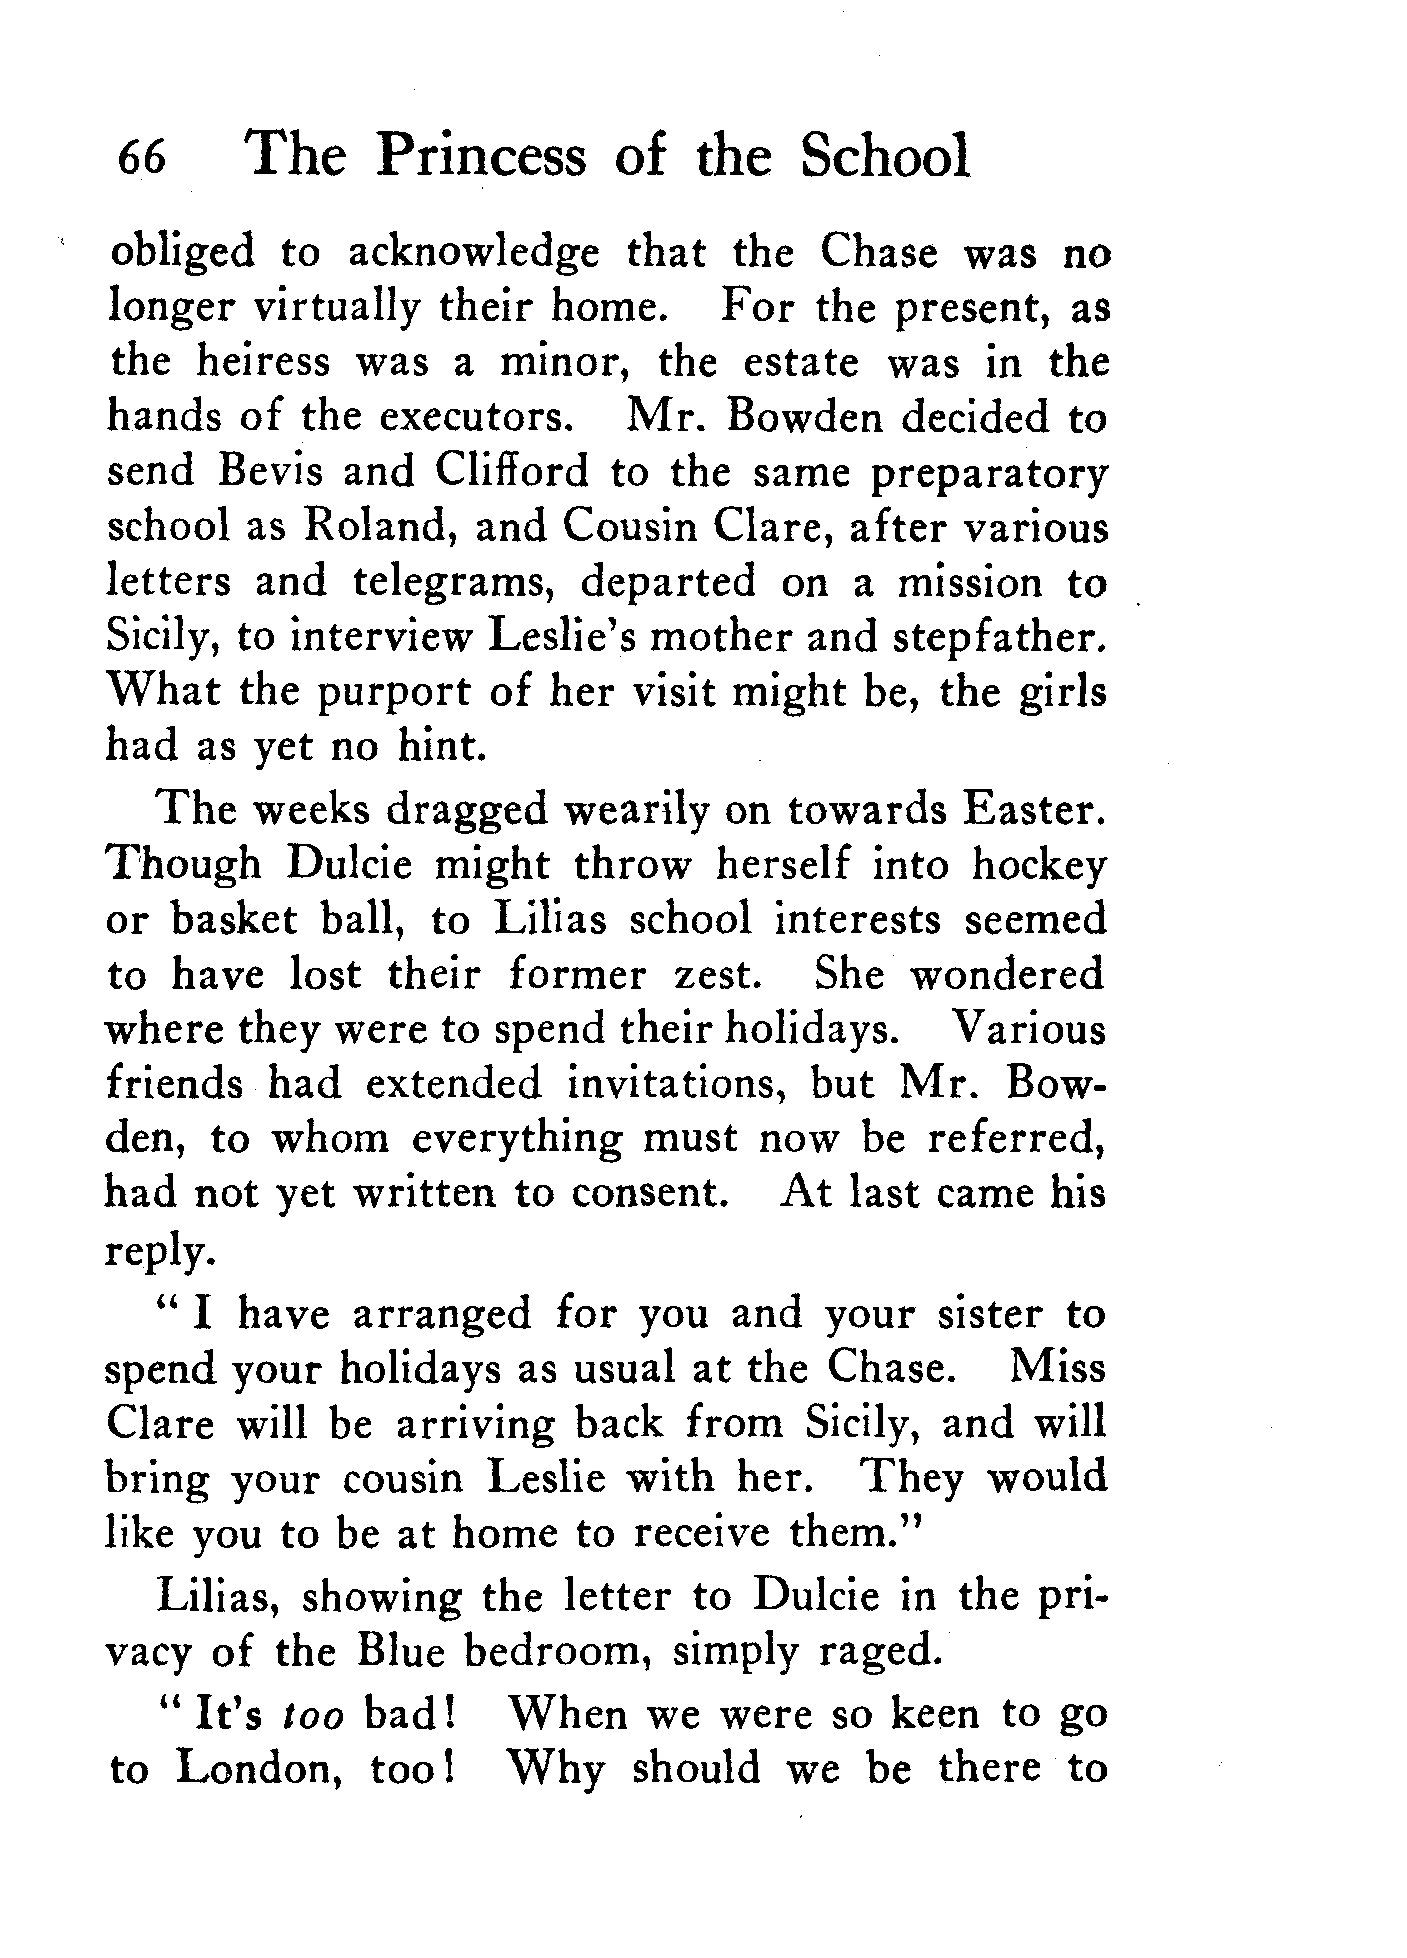 66 The Princess of the School
obliged to acknowledge that the Chase was no
longer virtually their home. For the present, as
the heiress was a minor, the estate was in the
hands of the executors. Mr. Bowden decided to
send Bevis and Clifford to the same preparatory
school as Roland, and Cousin Clare, after various
letters and telegrams, departed on a mission to
Sicily, to interview Leslie's mother and stepfather.
What the purport of her visit might be, the girls
had as yet no hint.
The weeks dragged wearily on towards Easter.
Though Dulcie might throw herself into hockey
or basket ball, to Lilias school interests seemed
to have lost their former zest. She wondered
where they were to spend their holidays. Various
friends had extended invitations, but Mr. Bow-
den, to whom everything must now be referred,
had not yet written to consent. At last came his
reply.
"I have arranged for you and your sister to
spend your holidays as usual at the Chase. Miss
Clare will be arriving back from Sicily, and will
bring your cousin Leslie with her. They would
like you to be at home to receive them."
Lilias, showing the letter to Dulcie in the pri-
vacy of the Blue bedroom, simply raged.
"It's too bad! When we were so keen to go
to London, too! Why should we be there to